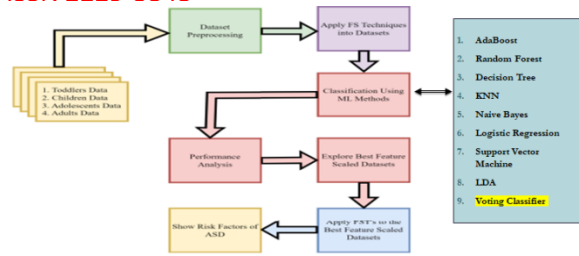 Dataset
Preprocessing
Apply FS Techniques
into Datasets
1. Toddlers Data
2. Children Data
3. Adolescents Data
4. Adults Data
Classification Using
ML Methods
1. AdaBoost
2. Random Forest
3. Decision Tree
4. KNN
5. Naive Bayes
6. Logistic Regression
7. Support Vector
Machine
8. LDA
9. Voting Classifier
Performance
Analysis
Explore Best Feature
Scaled Datasets
Show Risk Factors of
ASD
Apply FST's to the
Best Feature Scaled
Datasets